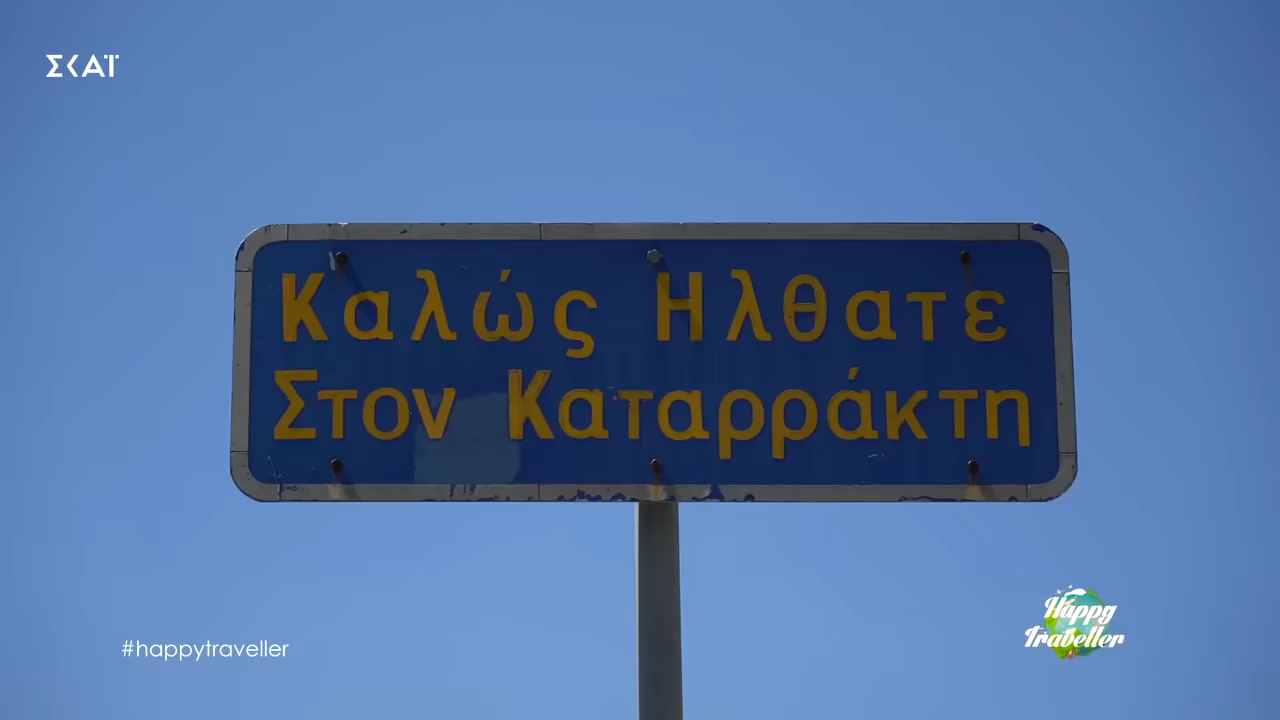 ΣΚΑΪ
Καλώς Ηλθατε
Στον Καταρράκτη
Happy
Traveller
#happytraveller